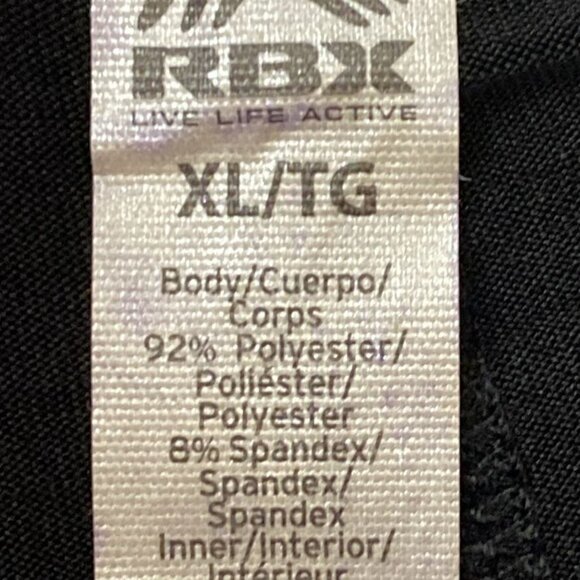 RBX
LIVE LIFE ACTIVE
XL/TG
Body/Cuerpo/
Corps
92% Polyester/
Poliéster/
Polyester
8% Spandex/
Spandex/
Spandex
Inner/Interior/
Intérieur